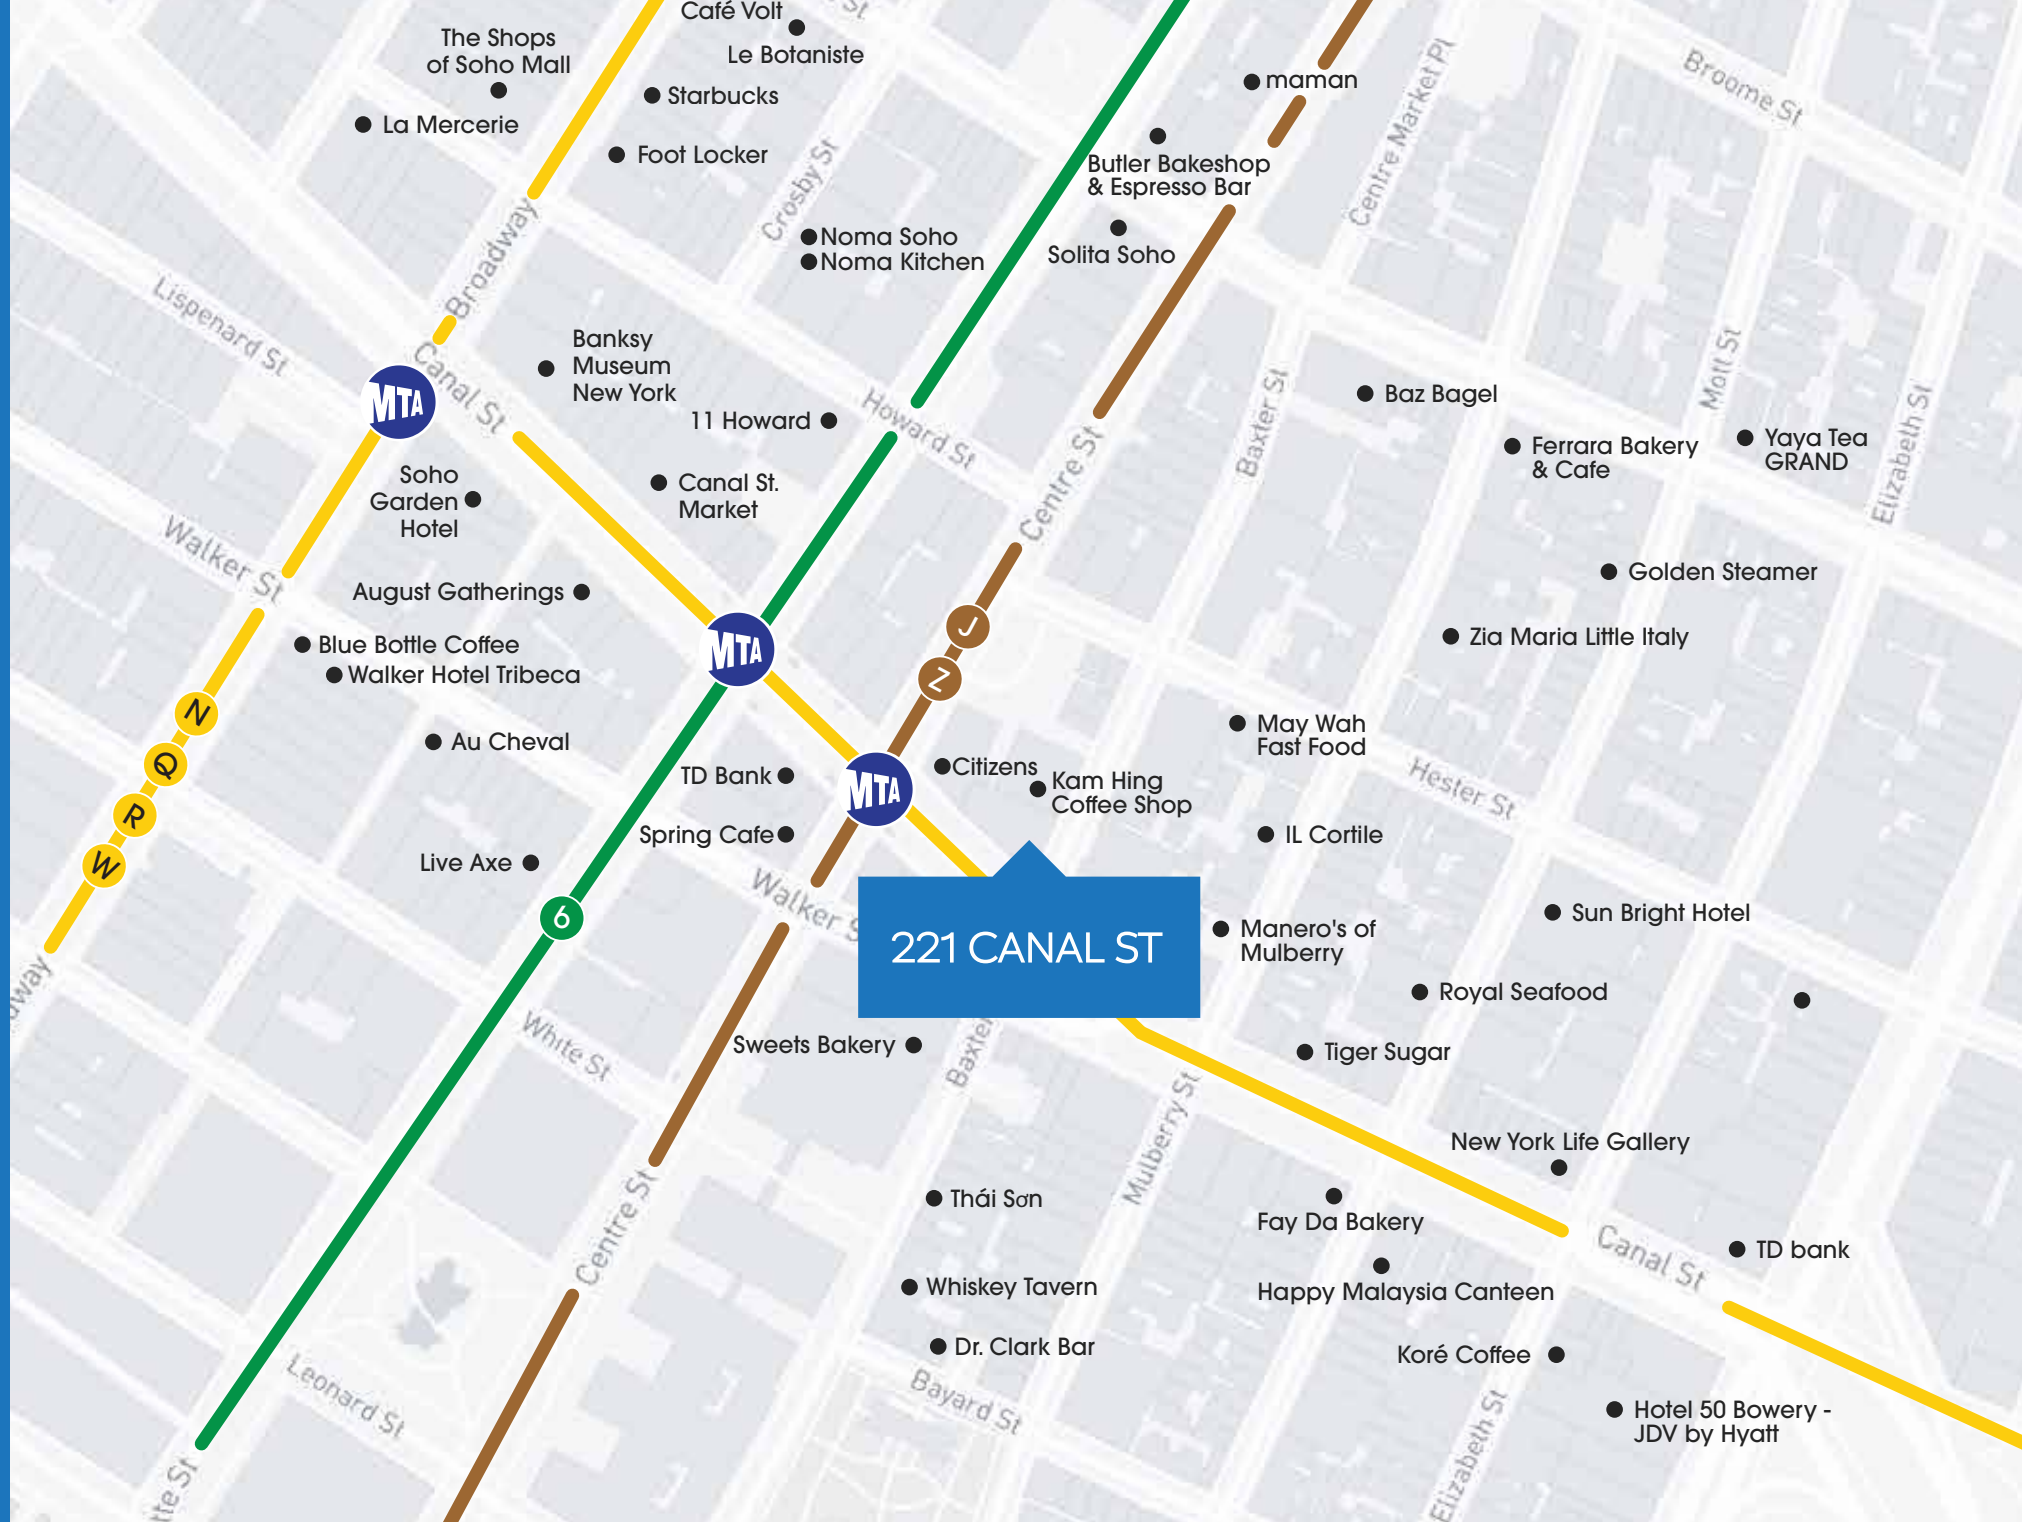 Café Volt
Le Botaniste
The Shops
of Soho Mall
La Mercerie
Starbucks
Foot Locker
Crosby St
Noma Soho
Noma Kitchen
maman
Butler Bakeshop
& Espresso Bar
Solita Soho
Centre Market Pl
Broome St
Lispenard St
Broadway
Canal St
MTA
Banksy
Museum
New York
11 Howard
Howard St
Canal St.
Market
Soho
Garden
Hotel
Centre St
Baxter St
Baz Bagel
Mott St
Ferrara Bakery
& Cafe
Yaya Tea
GRAND
Elizabeth St
Walker St
August Gatherings
Blue Bottle Coffee
Walker Hotel Tribeca
MTA
J
Z
Golden Steamer
Zia Maria Little Italy
N
Q
R
W
Au Cheval
TD Bank
MTA
Citizens
Kam Hing
Coffee Shop
May Wah
Fast Food
Hester St
Spring Cafe
IL Cortile
Live Axe
6
Walker S
221 CANAL ST
Manero's of
Mulberry
Sun Bright Hotel
Royal Seafood
dway
White St
Sweets Bakery
Baxter
Tiger Sugar
Mulberry St
New York Life Gallery
Centre St
Thái Sơn
Fay Da Bakery
Canal St
TD bank
Whiskey Tavern
Happy Malaysia Canteen
Dr. Clark Bar
Koré Coffee
Leonard St
Bayard St
Elizabeth St
Hotel 50 Bowery -
JDV by Hyatt
tte St